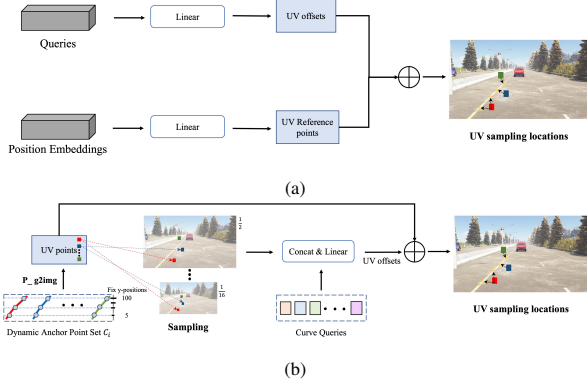 Linear
UV offsets
Queries
Linear
UV Reference
points
Position Embeddings
UV sampling locations
(a)
UV points
1/2
Concat & Linear
UV offsets
P_ g2img
Fix y-positions
100
5
1/16
Dynamic Anchor Point Set C_i
Sampling
Curve Queries
UV sampling locations
(b)